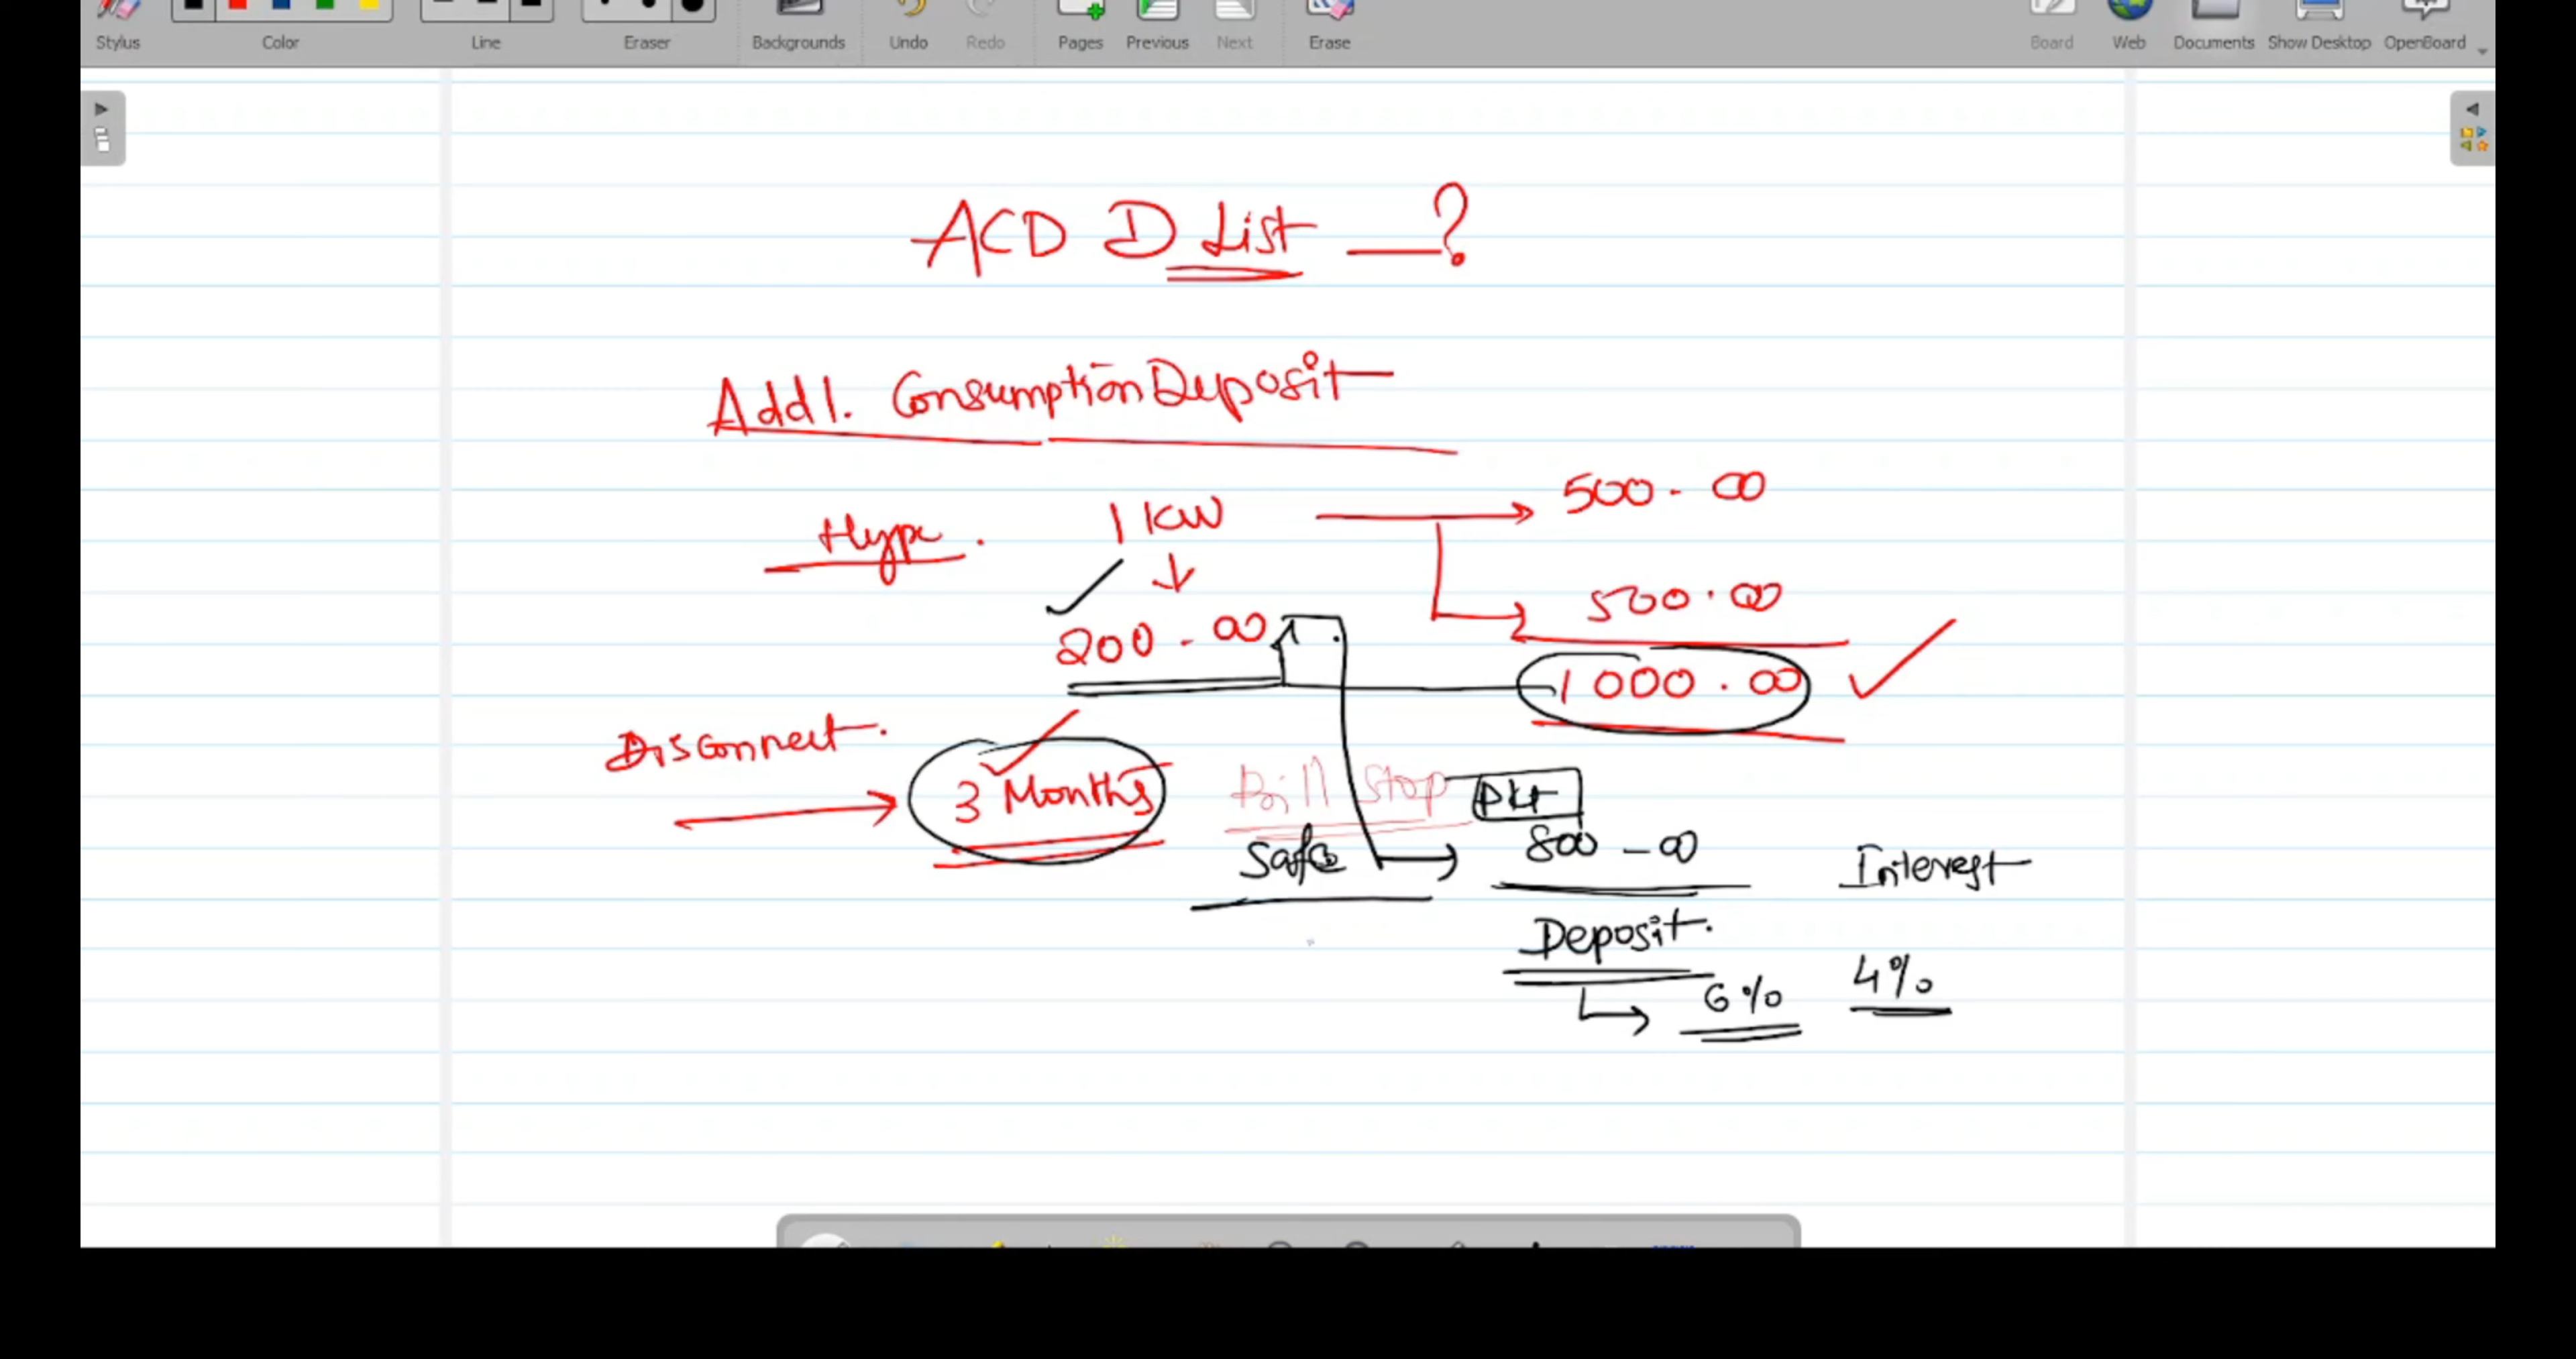 Stylus Color Line Eraser Backgrounds Undo Redo Pages Previous Next Erase Board Web Documents Show Desktop OpenBoard
ACD D List __?
Addl. Consumption Deposit
Hype. 1 KW → 500.00
↓
200.00 500.00
1000.00
Disconnect.
3 Months Bill Stop
Safe → 800-00 Interest
Deposit.
6% 4%